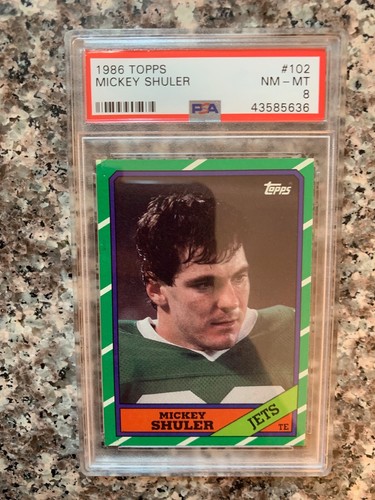 1986 TOPPS #102
MICKEY SHULER NM-MT
8
PSA 43585636
Topps
MICKEY
SHULER
JETS
TE